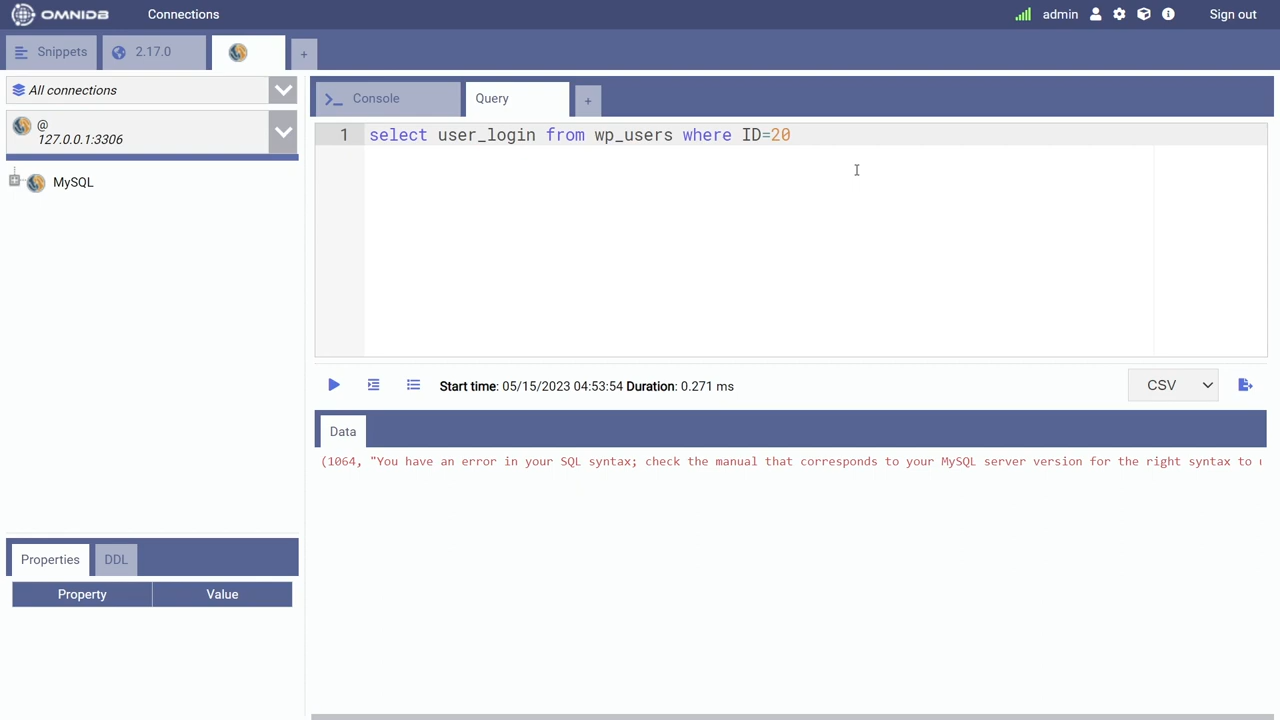 OMNIDB Connections admin Sign out
Snippets 2.17.0 +
All connections
@
127.0.0.1:3306
MySQL
Properties DDL
Property Value
Console Query +
1 select user_login from wp_users where ID=20
Start time: 05/15/2023 04:53:54 Duration: 0.271 ms CSV
Data
(1064, "You have an error in your SQL syntax; check the manual that corresponds to your MySQL server version for the right syntax to